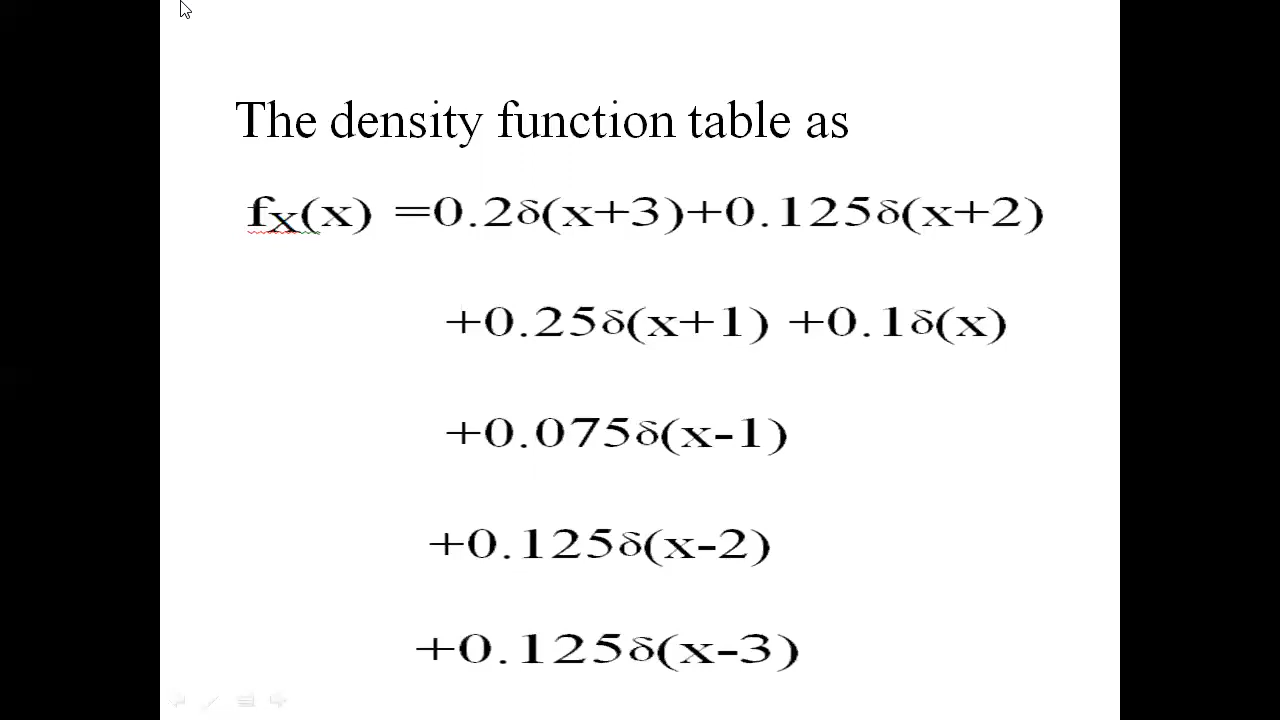 The density function table as
fX(x) =0.2δ(x+3)+0.125δ(x+2)
+0.25δ(x+1) +0.1δ(x)
+0.075δ(x-1)
+0.125δ(x-2)
+0.125δ(x-3)